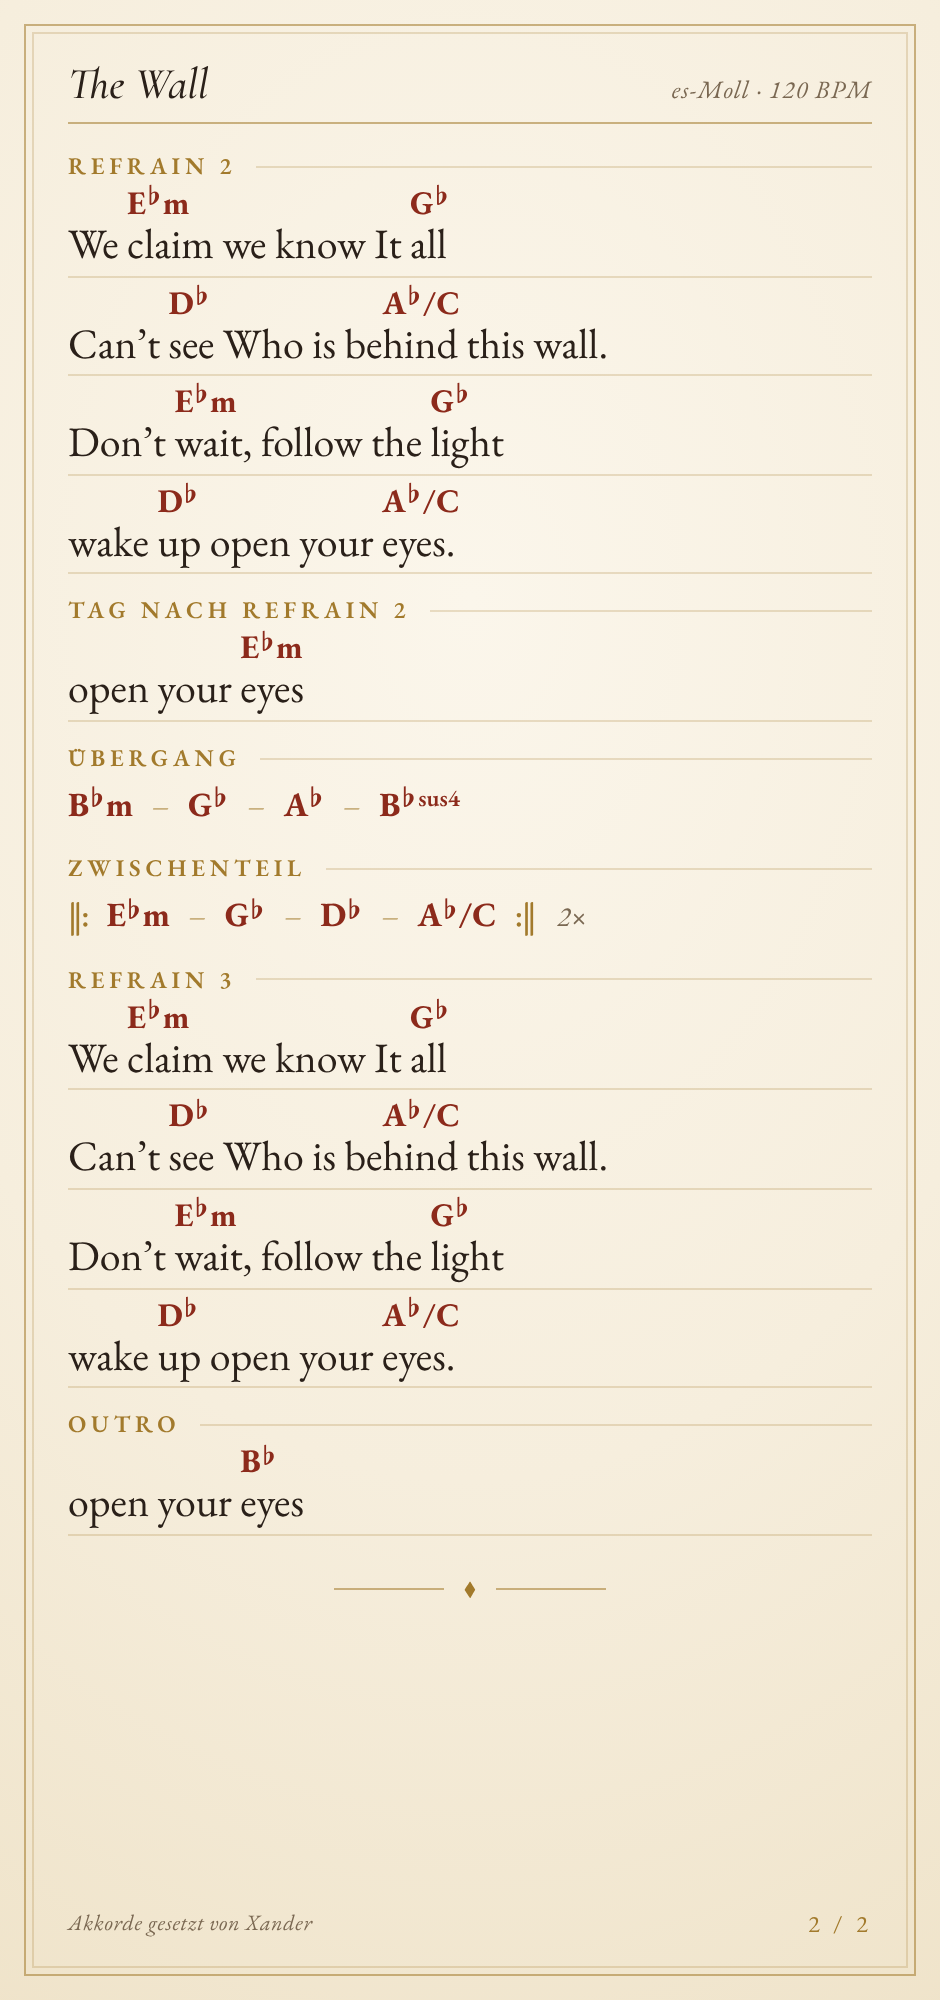 The Wall
es-Moll · 120 BPM
REFRAIN 2
E♭m G♭
We claim we know It all
D♭ A♭/C
Can’t see Who is behind this wall.
E♭m G♭
Don’t wait, follow the light
D♭ A♭/C
wake up open your eyes.
TAG NACH REFRAIN 2
E♭m
open your eyes
ÜBERGANG
B♭m – G♭ – A♭ – B♭sus4
ZWISCHENTEIL
𝄆 E♭m – G♭ – D♭ – A♭/C 𝄇 2×
REFRAIN 3
E♭m G♭
We claim we know It all
D♭ A♭/C
Can’t see Who is behind this wall.
E♭m G♭
Don’t wait, follow the light
D♭ A♭/C
wake up open your eyes.
OUTRO
B♭
open your eyes
Akkorde gesetzt von Xander
2 / 2